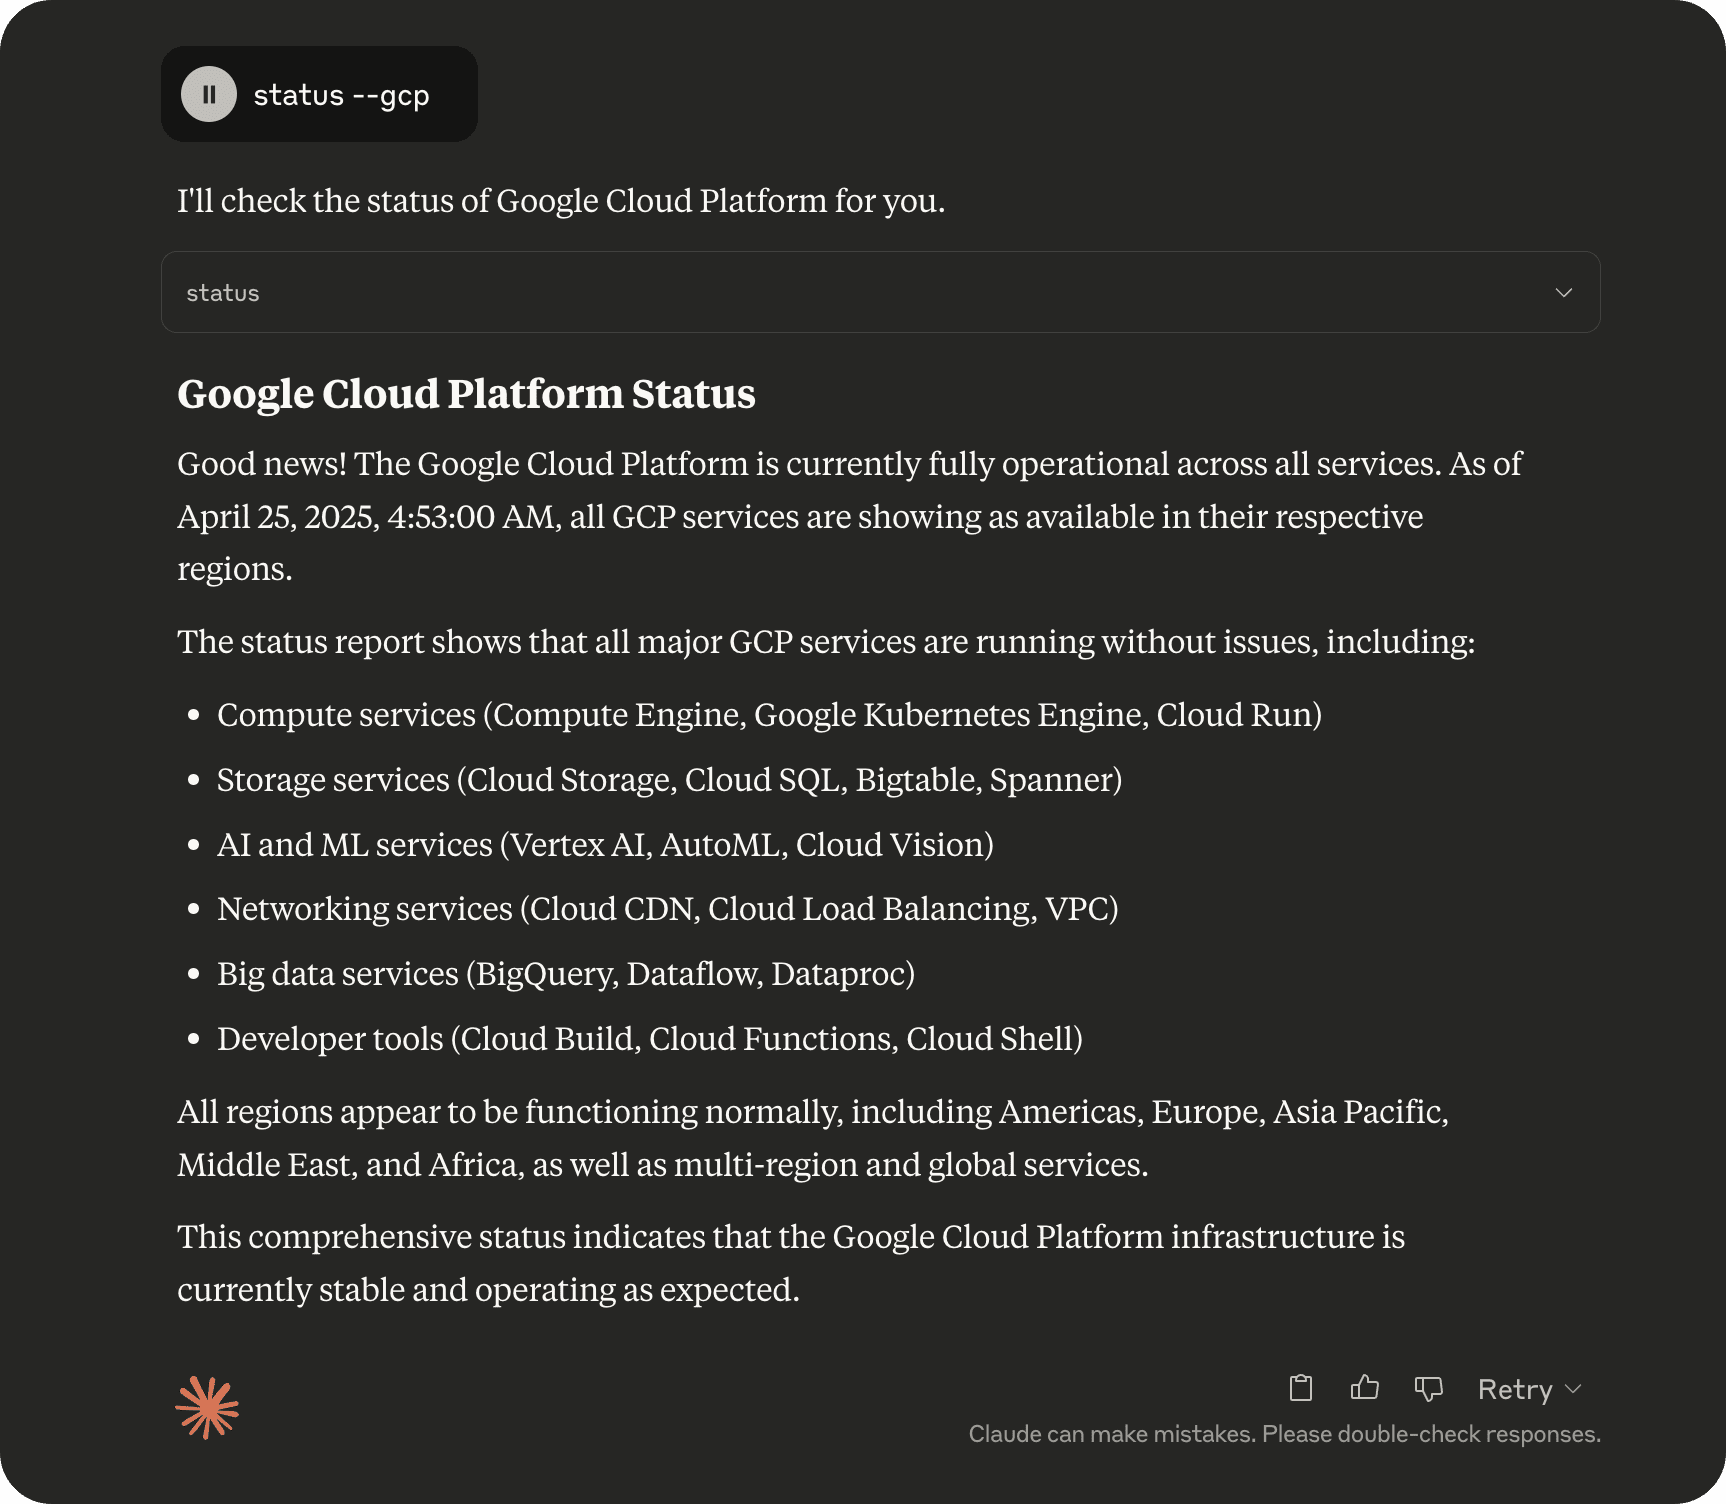 status --gcp
I'll check the status of Google Cloud Platform for you.
status
Google Cloud Platform Status
Good news! The Google Cloud Platform is currently fully operational across all services. As of
April 25, 2025, 4:53:00 AM, all GCP services are showing as available in their respective
regions.
The status report shows that all major GCP services are running without issues, including:
• Compute services (Compute Engine, Google Kubernetes Engine, Cloud Run)
• Storage services (Cloud Storage, Cloud SQL, Bigtable, Spanner)
• AI and ML services (Vertex AI, AutoML, Cloud Vision)
• Networking services (Cloud CDN, Cloud Load Balancing, VPC)
• Big data services (BigQuery, Dataflow, Dataproc)
• Developer tools (Cloud Build, Cloud Functions, Cloud Shell)
All regions appear to be functioning normally, including Americas, Europe, Asia Pacific,
Middle East, and Africa, as well as multi-region and global services.
This comprehensive status indicates that the Google Cloud Platform infrastructure is
currently stable and operating as expected.
Retry
Claude can make mistakes. Please double-check responses.